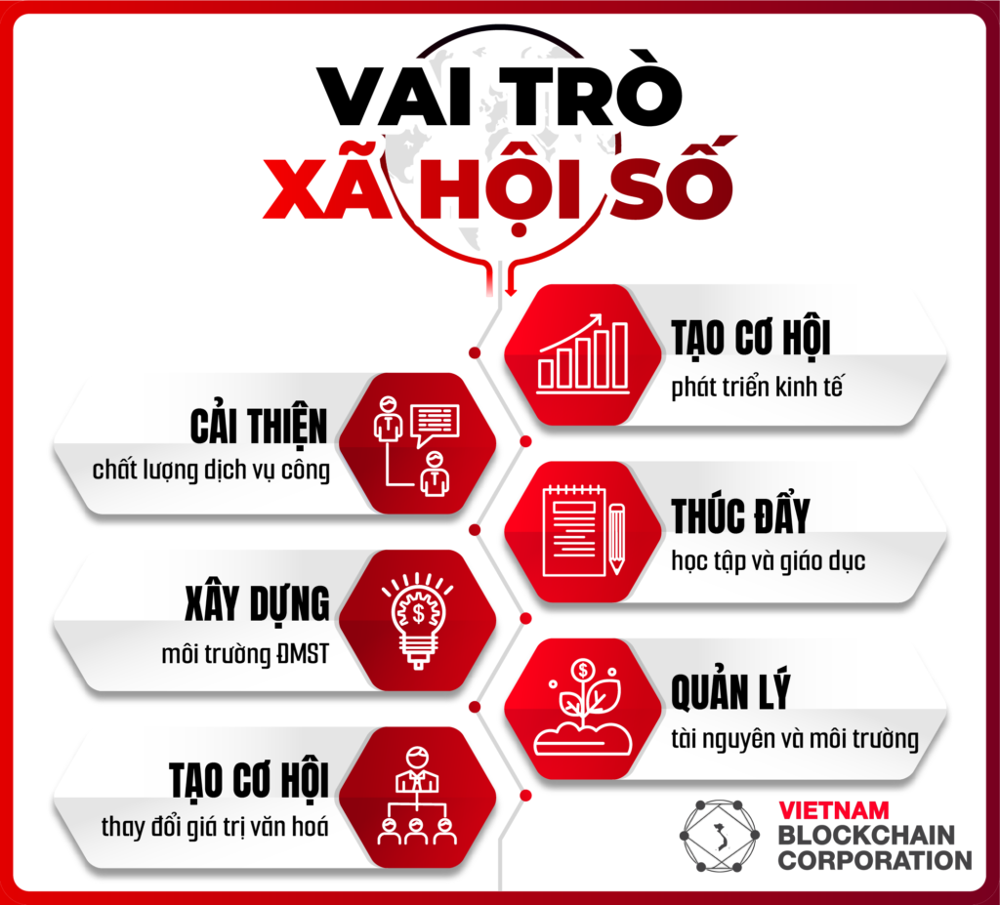 VAI TRÒ
XÃ HỘI SỐ
TẠO CƠ HỘI
phát triển kinh tế
CẢI THIỆN
chất lượng dịch vụ công
THÚC ĐẨY
học tập và giáo dục
XÂY DỰNG
môi trường ĐMST
QUẢN LÝ
tài nguyên và môi trường
TẠO CƠ HỘI
thay đổi giá trị văn hoá
VIETNAM
BLOCKCHAIN
CORPORATION